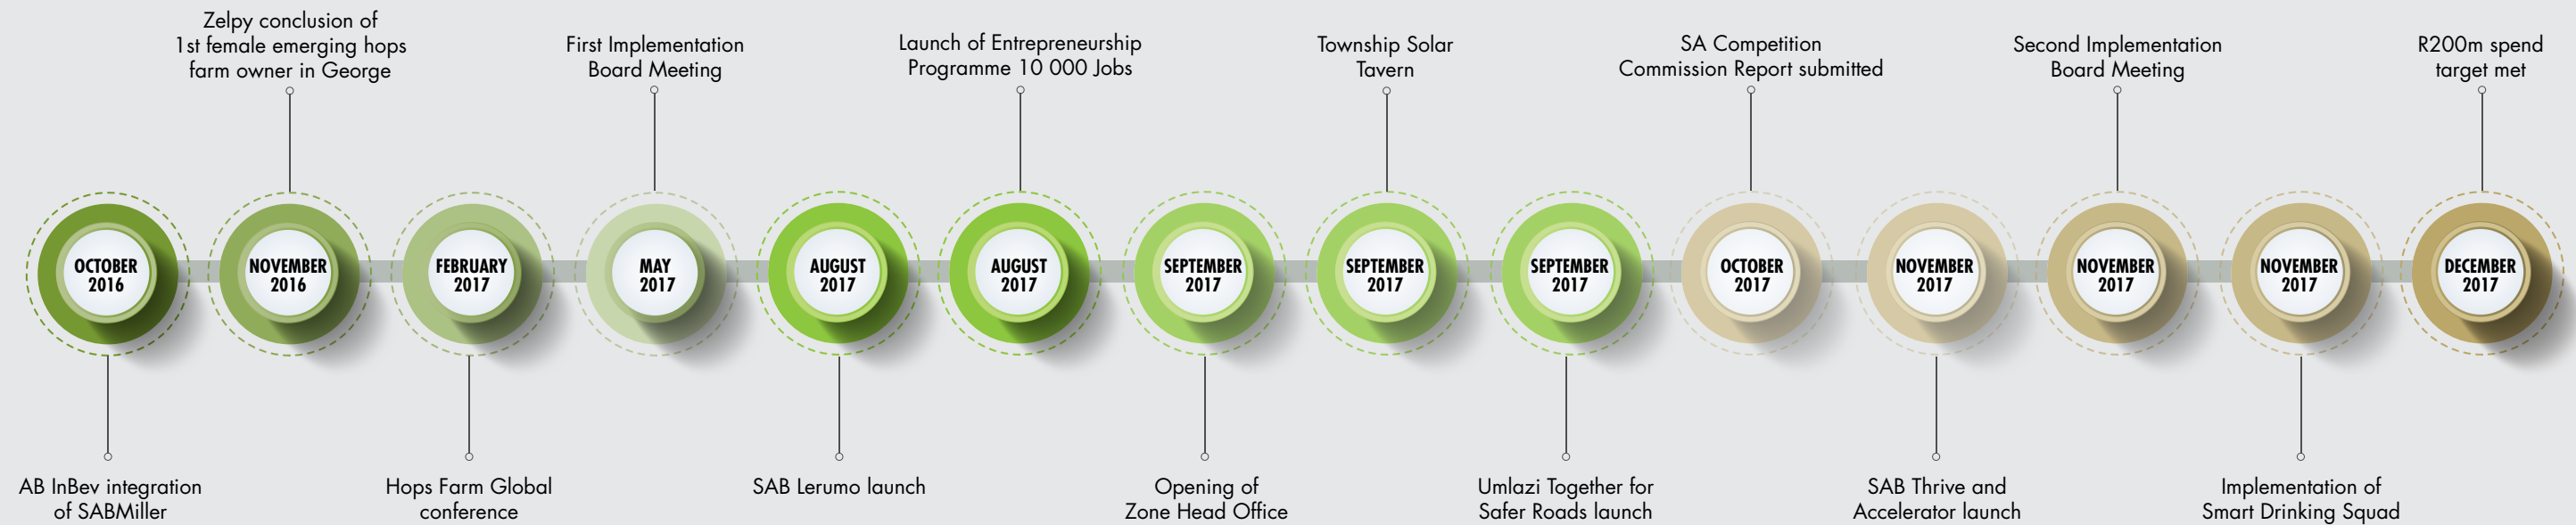 Zelpy conclusion of
1st female emerging hops
farm owner in George
First Implementation
Board Meeting
Launch of Entrepreneurship
Programme 10 000 Jobs
Township Solar
Tavern
SA Competition
Commission Report submitted
Second Implementation
Board Meeting
R200m spend
target met
OCTOBER
2016
NOVEMBER
2016
FEBRUARY
2017
MAY
2017
AUGUST
2017
AUGUST
2017
SEPTEMBER
2017
SEPTEMBER
2017
SEPTEMBER
2017
OCTOBER
2017
NOVEMBER
2017
NOVEMBER
2017
NOVEMBER
2017
DECEMBER
2017
AB InBev integration
of SABMiller
Hops Farm Global
conference
SAB Lerumo launch
Opening of
Zone Head Office
Umlazi Together for
Safer Roads launch
SAB Thrive and
Accelerator launch
Implementation of
Smart Drinking Squad